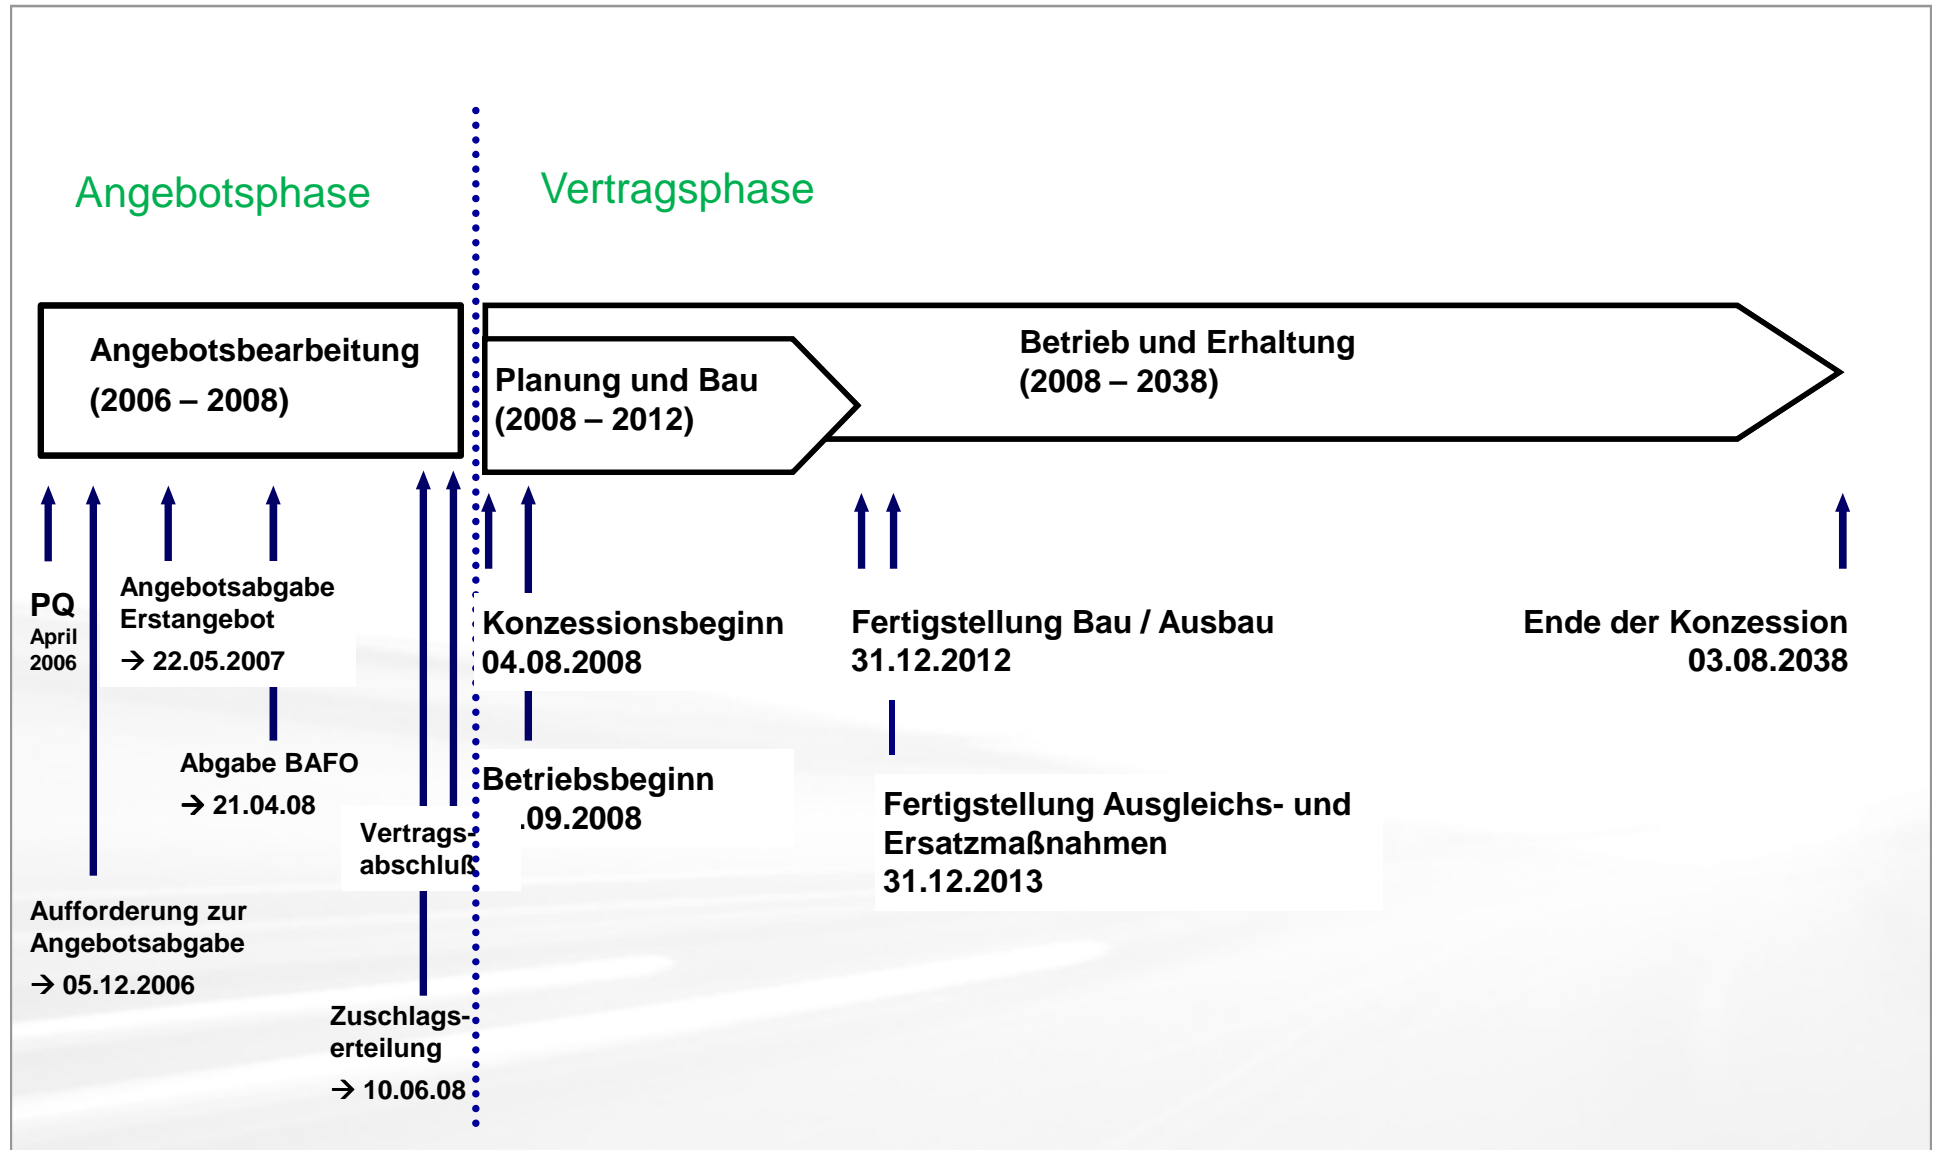 Angebotsphase
Vertragsphase
Angebotsbearbeitung
(2006 – 2008)
Planung und Bau
(2008 – 2012)
Betrieb und Erhaltung
(2008 – 2038)
PQ
April
2006
Angebotsabgabe
Erstangebot
→ 22.05.2007
Konzessionsbeginn
04.08.2008
Fertigstellung Bau / Ausbau
31.12.2012
Ende der Konzession
03.08.2038
Abgabe BAFO
→ 21.04.08
Betriebsbeginn
.09.2008
Vertrags-
abschluß
Fertigstellung Ausgleichs- und
Ersatzmaßnahmen
31.12.2013
Aufforderung zur
Angebotsabgabe
→ 05.12.2006
Zuschlags-
erteilung
→ 10.06.08